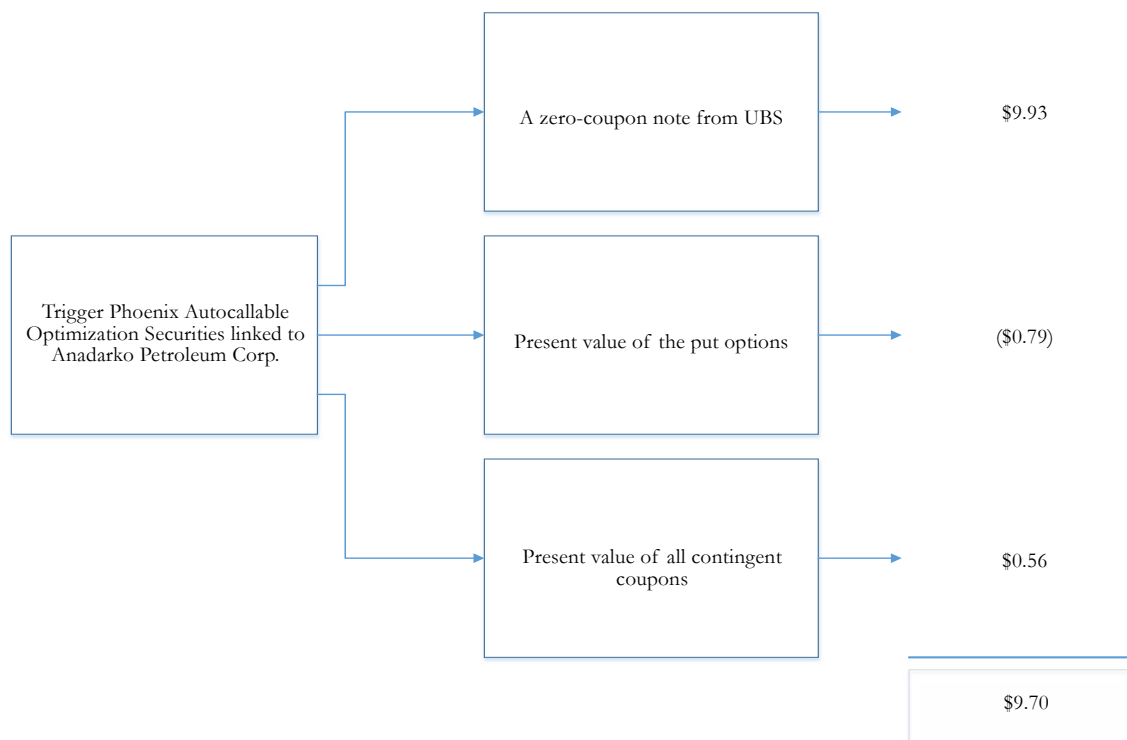 A zero-coupon note from UBS
$9.93
Trigger Phoenix Autocallable
Optimization Securities linked to
Anadarko Petroleum Corp.
Present value of the put options
($0.79)
Present value of all contingent
coupons
$0.56
$9.70